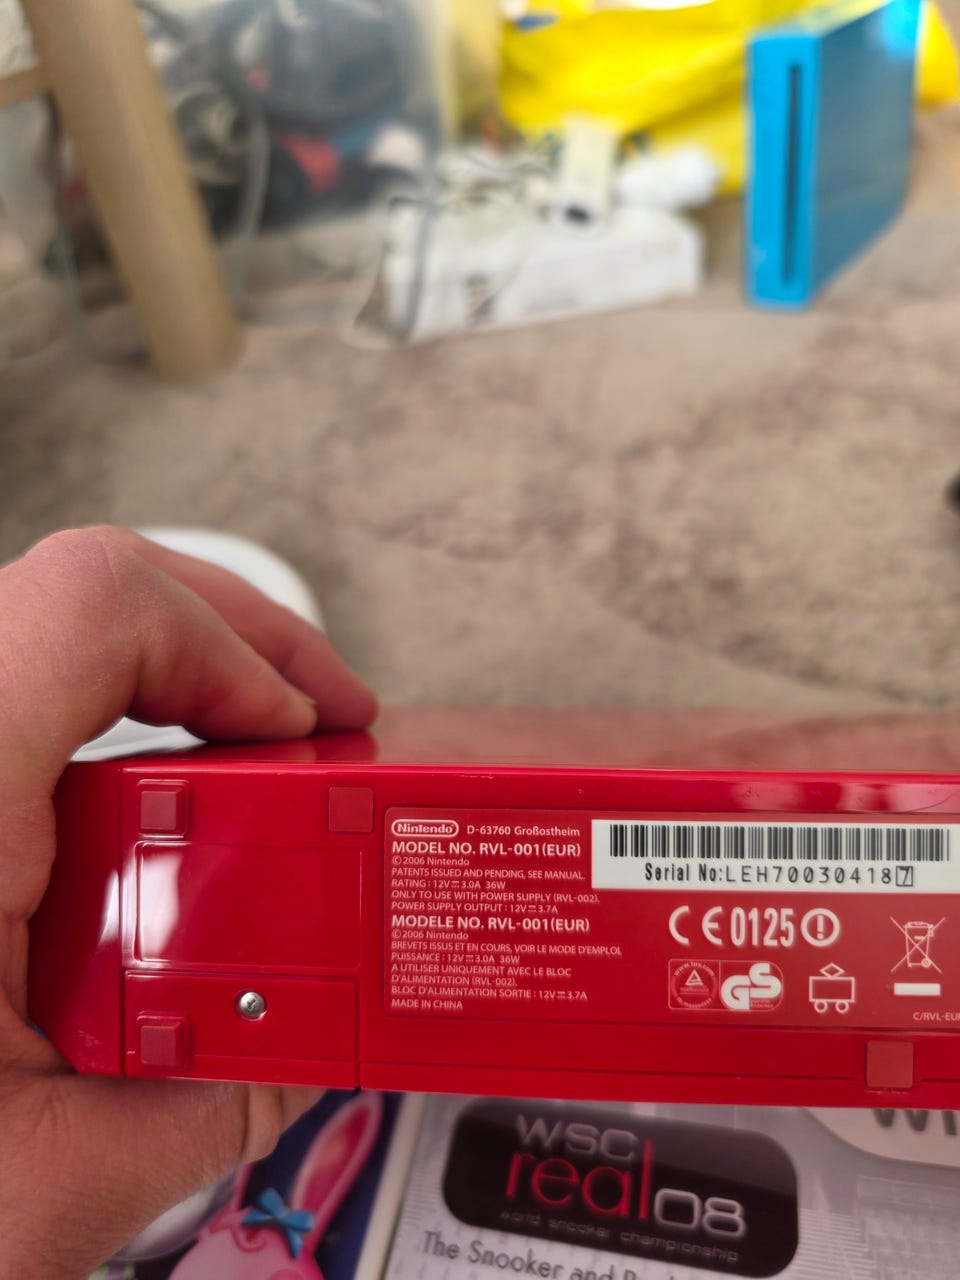 Nintendo D-63760 Großostheim
MODEL NO. RVL-001(EUR)
©2006 Nintendo
PATENTS ISSUED AND PENDING, SEE MANUAL.
RATING : 12V⎓3.0A 36W
ONLY TO USE WITH POWER SUPPLY (RVL-002).
POWER SUPPLY OUTPUT : 12V⎓3.7A
MODELE NO. RVL-001(EUR)
©2006 Nintendo
BREVETS ISSUS ET EN COURS, VOIR LE MODE D'EMPLOI.
PUISSANCE : 12V⎓3.0A 36W
A UTILISER UNIQUEMENT AVEC LE BLOC
D'ALIMENTATION (RVL-002).
BLOC D'ALIMENTATION SORTIE : 12V⎓3.7A
MADE IN CHINA
Serial No:LEH70030418 7
CE0125
GS
C/RVL-EUR
WSC
real08
world snooker championship
The Snooker and